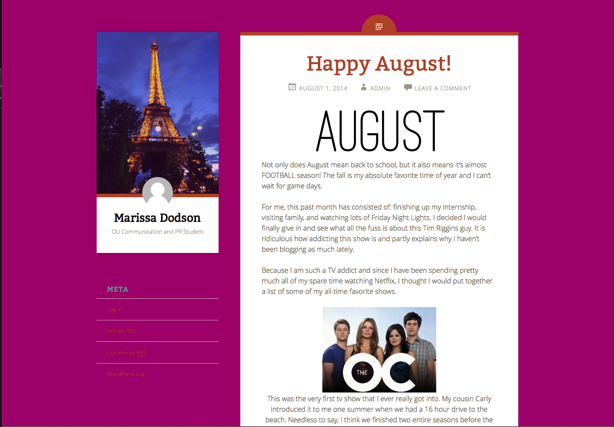 Happy August!
AUGUST 1, 2014 ADMIN LEAVE A COMMENT
AUGUST
Not only does August mean back to school, but it also means it's almost
FOOTBALL season! The fall is my absolute favorite time of year and I can't
wait for game days.
For me, this past month has consisted of: finishing up my internship,
visiting family, and watching lots of Friday Night Lights. I decided I would
finally give in and see what all the fuss is about this Tim Riggins guy. It is
ridiculous how addicting this show is and partly explains why I haven't
been blogging as much lately.
Because I am such a TV addict and since I have been spending pretty
much all of my spare time watching Netflix, I thought I would put together
a list of some of my all-time favorite shows.
THE OC
This was the very first tv show that I ever really got into. My cousin Carly
introduced it to me one summer when we had a 16 hour drive to the
beach. Needless to say, I think we finished two entire seasons before the
Marissa Dodson
OU Communication and PR Student
META
Log in
Entries RSS
Comments RSS
WordPress.org